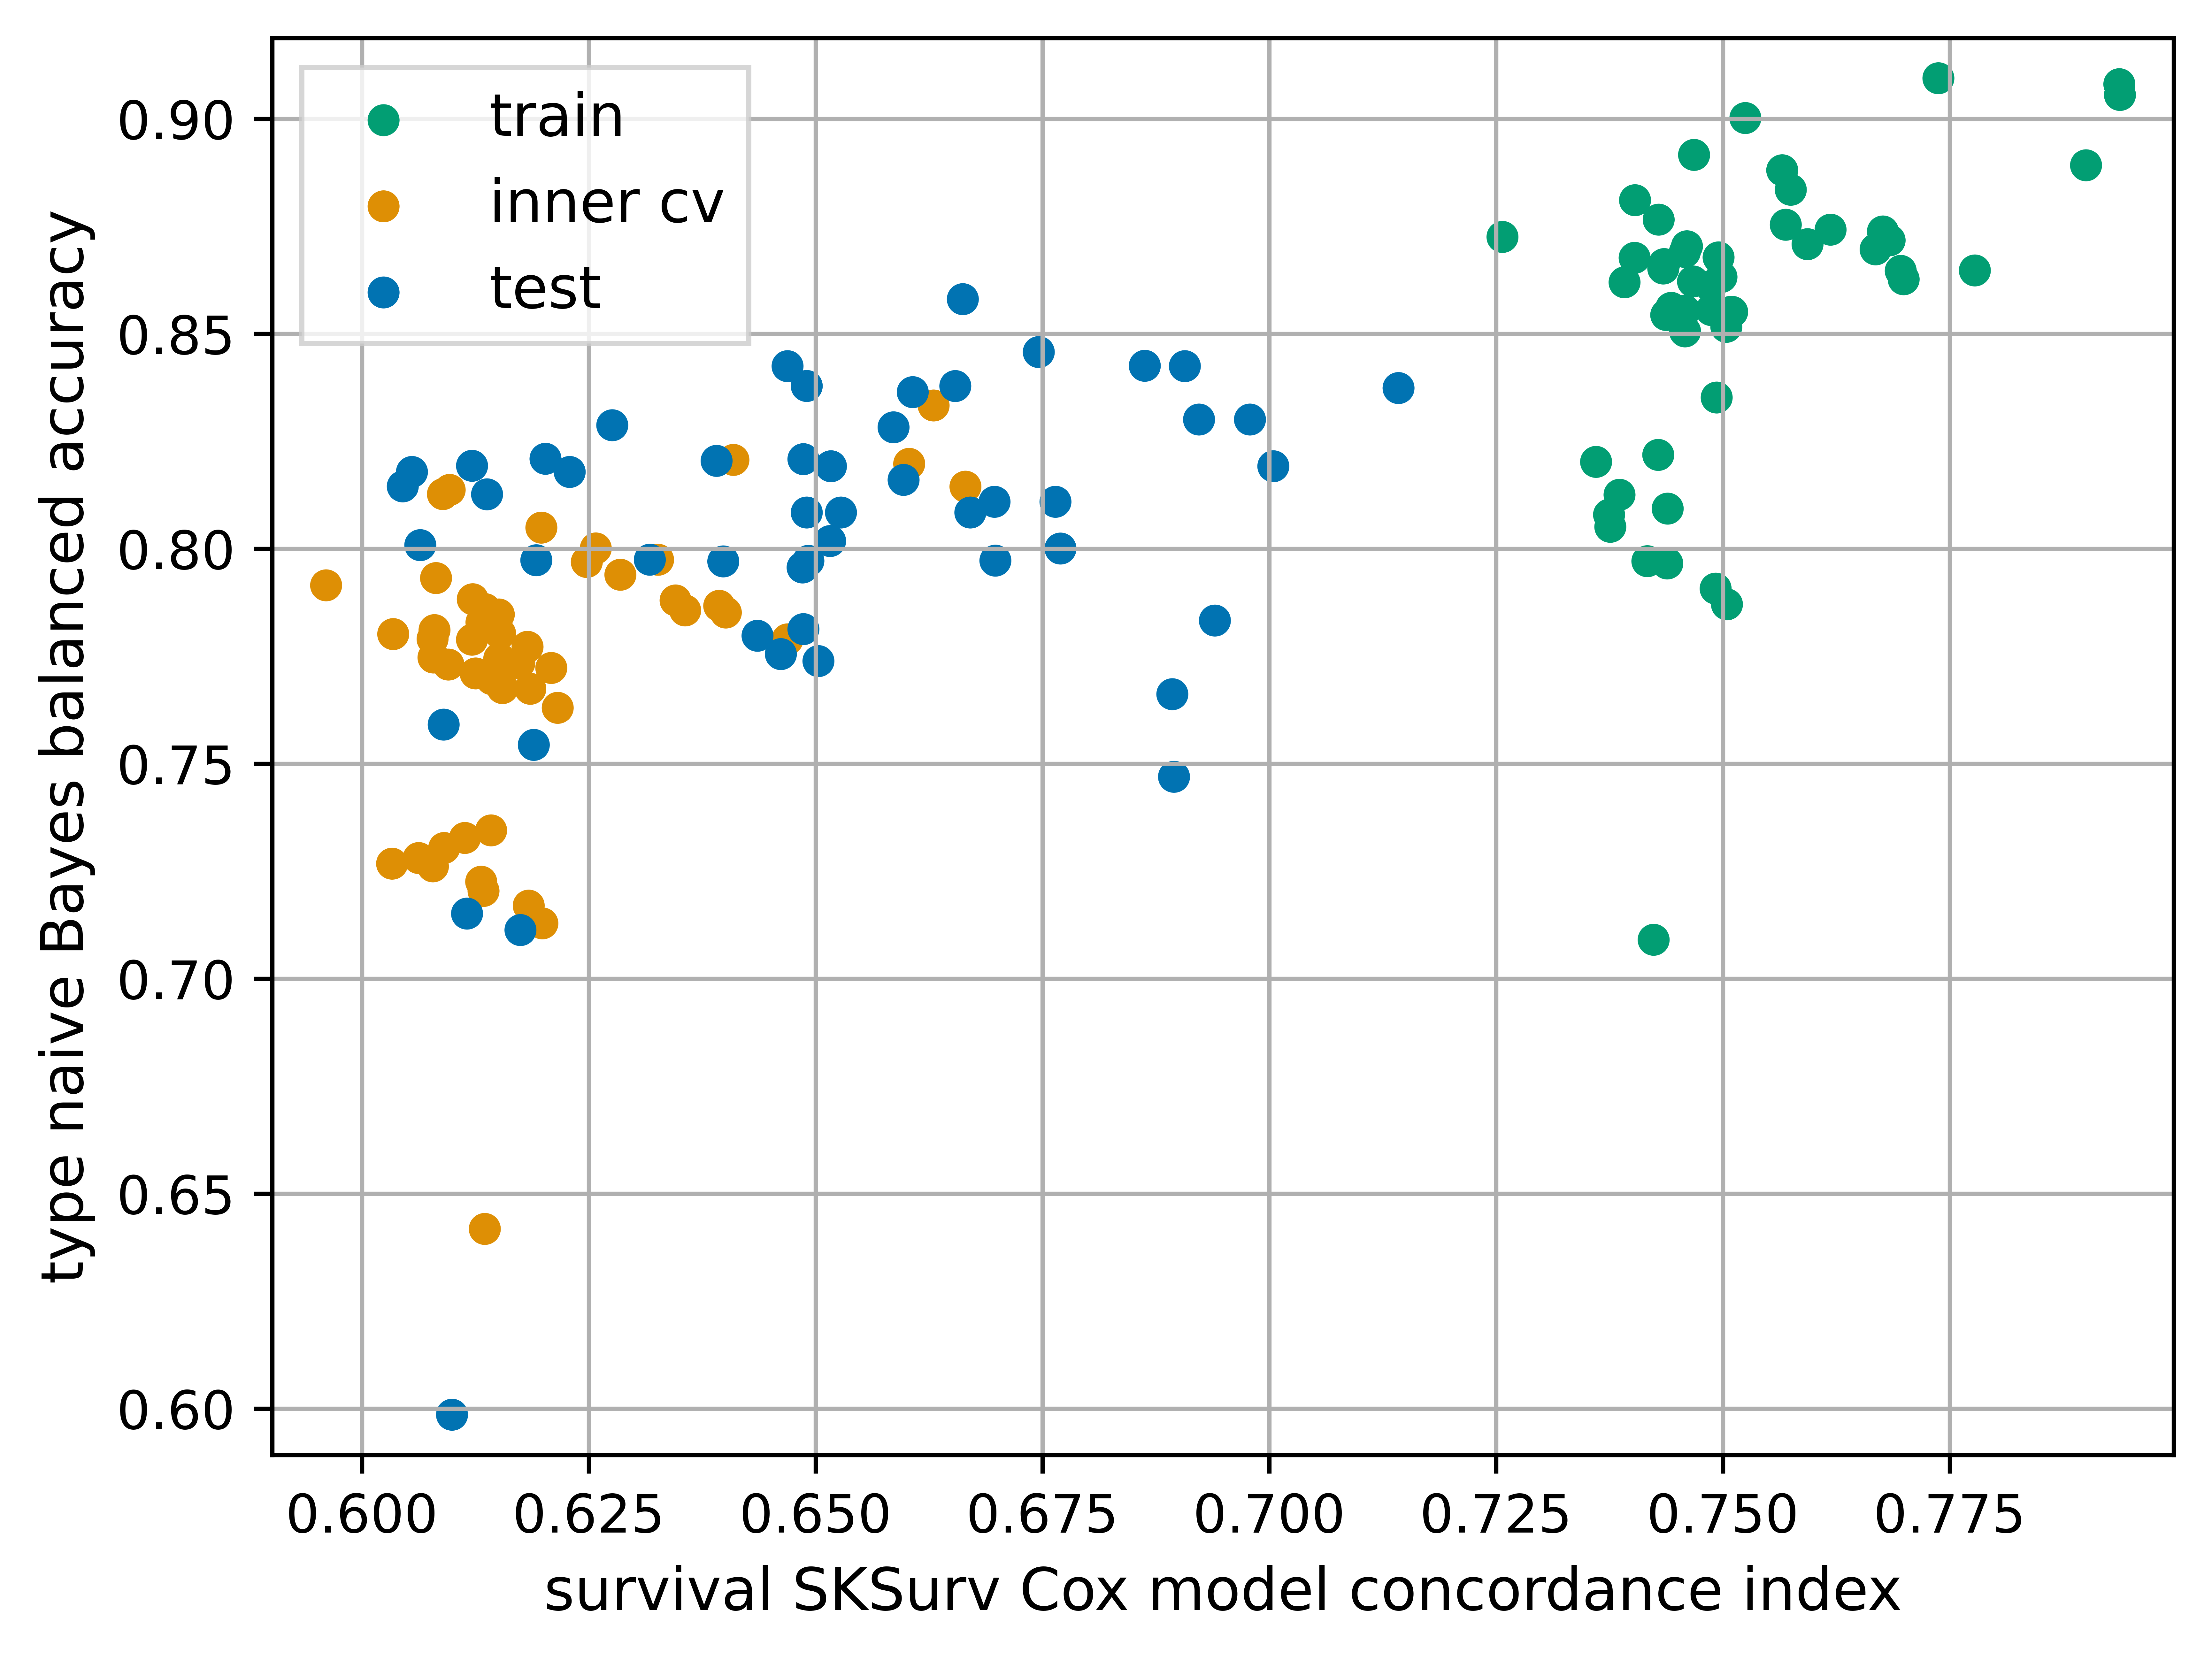 train
inner cv
test
type naive Bayes balanced accuracy
0.90
0.85
0.80
0.75
0.70
0.65
0.60
0.600 0.625 0.650 0.675 0.700 0.725 0.750 0.775
survival SKSurv Cox model concordance index